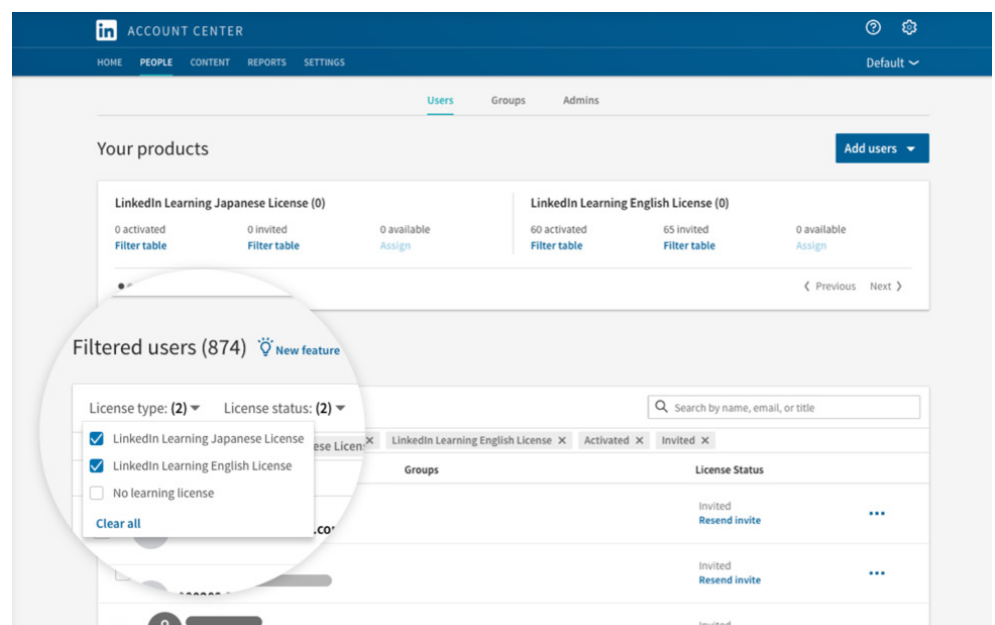 in ACCOUNT CENTER
HOME PEOPLE CONTENT REPORTS SETTINGS Default
Users Groups Admins
Your products Add users
LinkedIn Learning Japanese License (0) LinkedIn Learning English License (0)
0 activated 0 invited 0 available 60 activated 65 invited 0 available
Filter table Filter table Assign Filter table Filter table Assign
Previous Next
Filtered users (874) New feature
License type: (2) License status: (2) Search by name, email, or title
LinkedIn Learning Japanese License
ese Licen LinkedIn Learning English License Activated Invited
LinkedIn Learning English License
Groups License Status
No learning license
Invited
Clear all Resend invite
.co
Invited
Resend invite
Invited